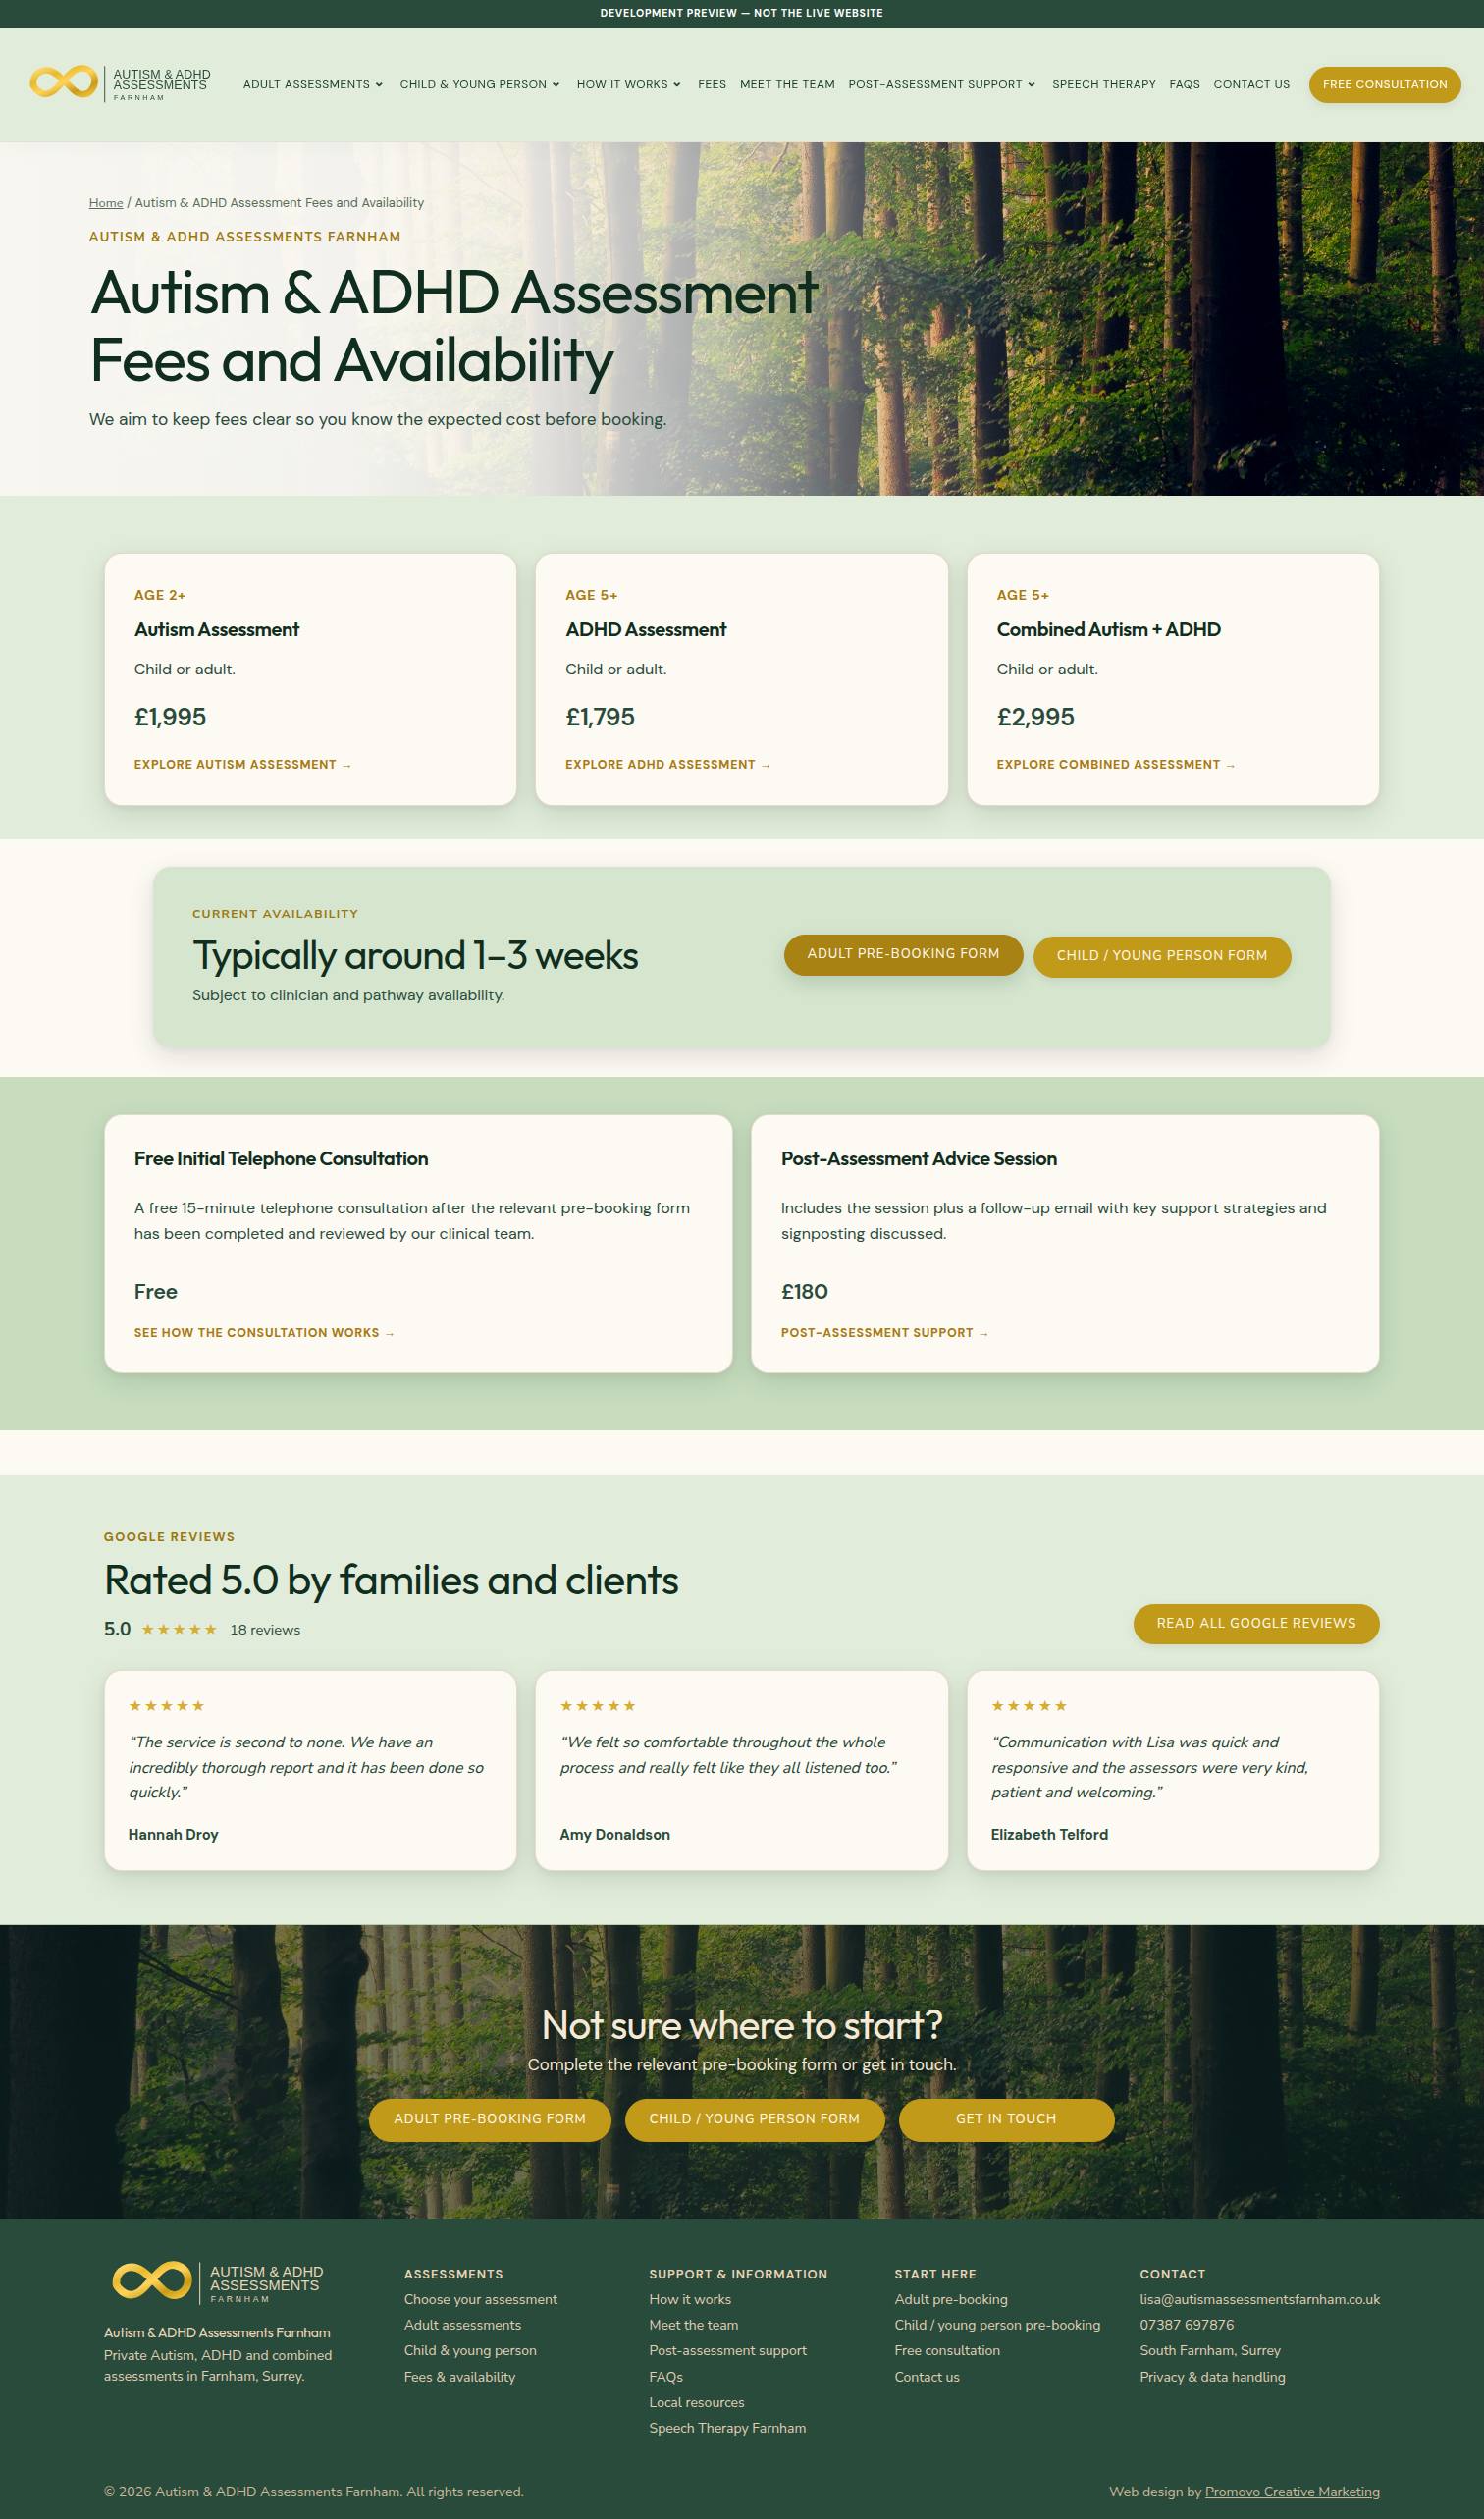 DEVELOPMENT PREVIEW — NOT THE LIVE WEBSITE
AUTISM & ADHD
ASSESSMENTS
FARNHAM
ADULT ASSESSMENTS
CHILD & YOUNG PERSON
HOW IT WORKS
FEES
MEET THE TEAM
POST-ASSESSMENT SUPPORT
SPEECH THERAPY
FAQS
CONTACT US
FREE CONSULTATION
Home / Autism & ADHD Assessment Fees and Availability
AUTISM & ADHD ASSESSMENTS FARNHAM
Autism & ADHD Assessment
Fees and Availability
We aim to keep fees clear so you know the expected cost before booking.
AGE 2+
Autism Assessment
Child or adult.
£1,995
EXPLORE AUTISM ASSESSMENT →
AGE 5+
ADHD Assessment
Child or adult.
£1,795
EXPLORE ADHD ASSESSMENT →
AGE 5+
Combined Autism + ADHD
Child or adult.
£2,995
EXPLORE COMBINED ASSESSMENT →
CURRENT AVAILABILITY
Typically around 1–3 weeks
Subject to clinician and pathway availability.
ADULT PRE-BOOKING FORM
CHILD / YOUNG PERSON FORM
Free Initial Telephone Consultation
A free 15-minute telephone consultation after the relevant pre-booking form
has been completed and reviewed by our clinical team.
Free
SEE HOW THE CONSULTATION WORKS →
Post-Assessment Advice Session
Includes the session plus a follow-up email with key support strategies and
signposting discussed.
£180
POST-ASSESSMENT SUPPORT →
GOOGLE REVIEWS
Rated 5.0 by families and clients
5.0 ★★★★★ 18 reviews
READ ALL GOOGLE REVIEWS
★★★★★
“The service is second to none. We have an
incredibly thorough report and it has been done so
quickly.”
Hannah Droy
★★★★★
“We felt so comfortable throughout the whole
process and really felt like they all listened too.”
Amy Donaldson
★★★★★
“Communication with Lisa was quick and
responsive and the assessors were very kind,
patient and welcoming.”
Elizabeth Telford
Not sure where to start?
Complete the relevant pre-booking form or get in touch.
ADULT PRE-BOOKING FORM
CHILD / YOUNG PERSON FORM
GET IN TOUCH
AUTISM & ADHD
ASSESSMENTS
FARNHAM
Autism & ADHD Assessments Farnham
Private Autism, ADHD and combined
assessments in Farnham, Surrey.
ASSESSMENTS
Choose your assessment
Adult assessments
Child & young person
Fees & availability
SUPPORT & INFORMATION
How it works
Meet the team
Post-assessment support
FAQs
Local resources
Speech Therapy Farnham
START HERE
Adult pre-booking
Child / young person pre-booking
Free consultation
Contact us
CONTACT
lisa@autismassessmentsfarnham.co.uk
07387 697876
South Farnham, Surrey
Privacy & data handling
© 2026 Autism & ADHD Assessments Farnham. All rights reserved.
Web design by Promovo Creative Marketing